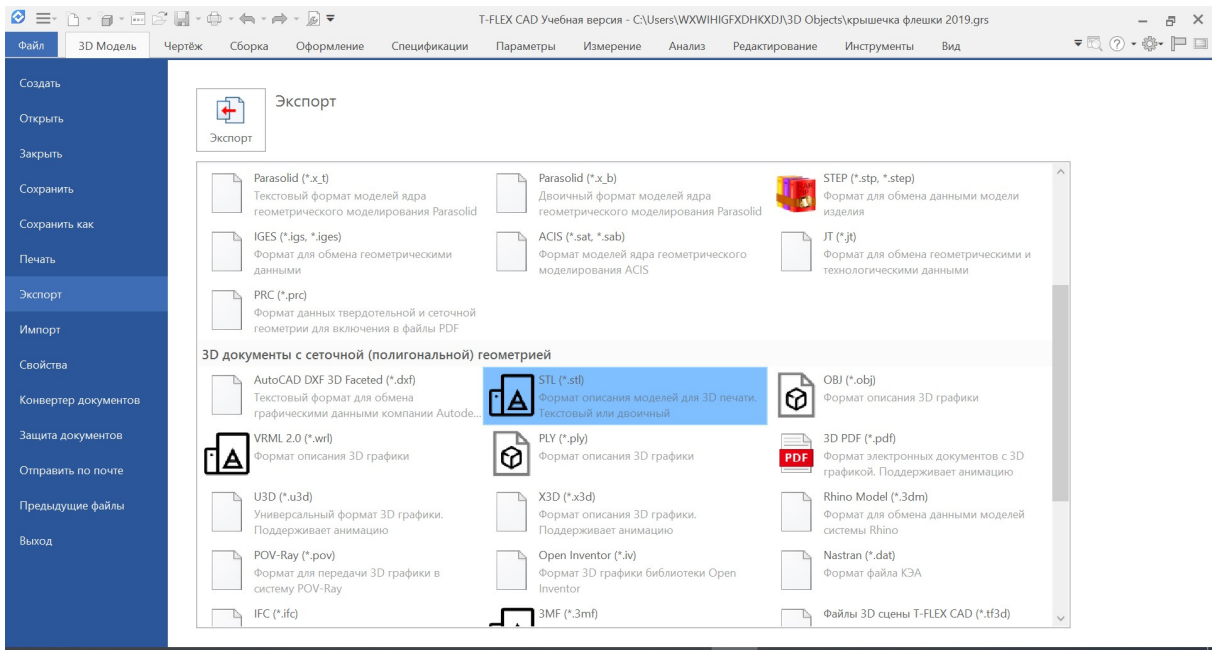 T-FLEX CAD Учебная версия - C:\Users\WXWIHIGFXDHKXDJ\3D Objects\крышечка флешки 2019.grs
Файл 3D Модель Чертёж Сборка Оформление Спецификации Параметры Измерение Анализ Редактирование Инструменты Вид
Создать
Открыть
Закрыть
Сохранить
Сохранить как
Печать
Экспорт
Импорт
Свойства
Конвертер документов
Защита документов
Отправить по почте
Предыдущие файлы
Выход
Экспорт
Экспорт
Parasolid (*.x_t)
Текстовый формат моделей ядра
геометрического моделирования Parasolid
Parasolid (*.x_b)
Двоичный формат моделей ядра
геометрического моделирования Parasolid
STEP (*.stp, *.step)
Формат для обмена данными модели
изделия
IGES (*.igs, *.iges)
Формат для обмена геометрическими
данными
ACIS (*.sat, *.sab)
Формат моделей ядра геометрического
моделирования ACIS
JT (*.jt)
Формат для обмена геометрическими и
технологическими данными
PRC (*.prc)
Формат данных твердотельной и сеточной
геометрии для включения в файлы PDF
3D документы с сеточной (полигональной) геометрией
AutoCAD DXF 3D Faceted (*.dxf)
Текстовый формат для обмена
графическими данными компании Autode...
STL (*.stl)
Формат описания моделей для 3D печати.
Текстовый или двоичный
OBJ (*.obj)
Формат описания 3D графики
VRML 2.0 (*.wrl)
Формат описания 3D графики
PLY (*.ply)
Формат описания 3D графики
PDF
3D PDF (*.pdf)
Формат электронных документов с 3D
графикой. Поддерживает анимацию
U3D (*.u3d)
Универсальный формат 3D графики.
Поддерживает анимацию
X3D (*.x3d)
Формат описания 3D графики.
Поддерживает анимацию
Rhino Model (*.3dm)
Формат для обмена данными моделей
системы Rhino
POV-Ray (*.pov)
Формат для передачи 3D графики в
систему POV-Ray
Open Inventor (*.iv)
Формат 3D графики библиотеки Open
Inventor
Nastran (*.dat)
Формат файла КЭА
IFC (*.ifc)
3MF (*.3mf)
Файлы 3D сцены T-FLEX CAD (*.tf3d)